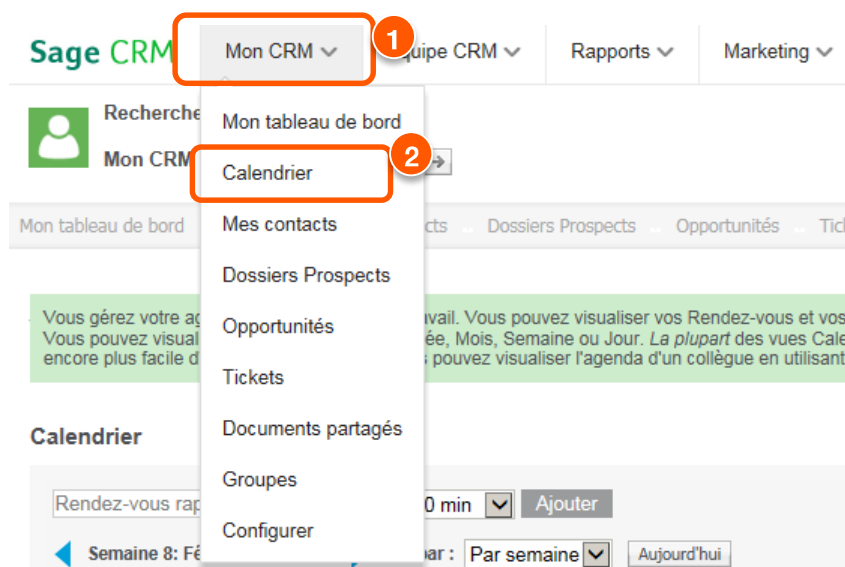 Sage CRM Mon CRM 1 quipe CRM Rapports Marketing
Recherche
Mon tableau de bord
Mon CRM
2
Calendrier
Mon tableau de bord Mes contacts cts Dossiers Prospects Opportunités Tick
Dossiers Prospects
Vous gérez votre ag avail. Vous pouvez visualiser vos Rendez-vous et vos
Opportunités
Vous pouvez visual ée, Mois, Semaine ou Jour. La plupart des vues Cale
encore plus facile d s pouvez visualiser l'agenda d'un collègue en utilisant
Tickets
Documents partagés
Calendrier
Groupes
Rendez-vous rap 0 min Ajouter
Configurer
Semaine 8: Fé par : Par semaine Aujourd'hui